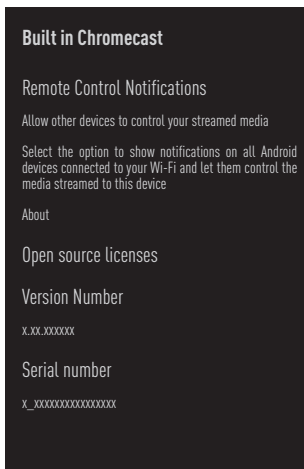 Built in Chromecast
Remote Control Notifications
Allow other devices to control your streamed media
Select the option to show notifications on all Android
devices connected to your Wi-Fi and let them control the
media streamed to this device
About
Open source licenses
Version Number
x.xx.xxxxxx
Serial number
x_xxxxxxxxxxxxxxxx